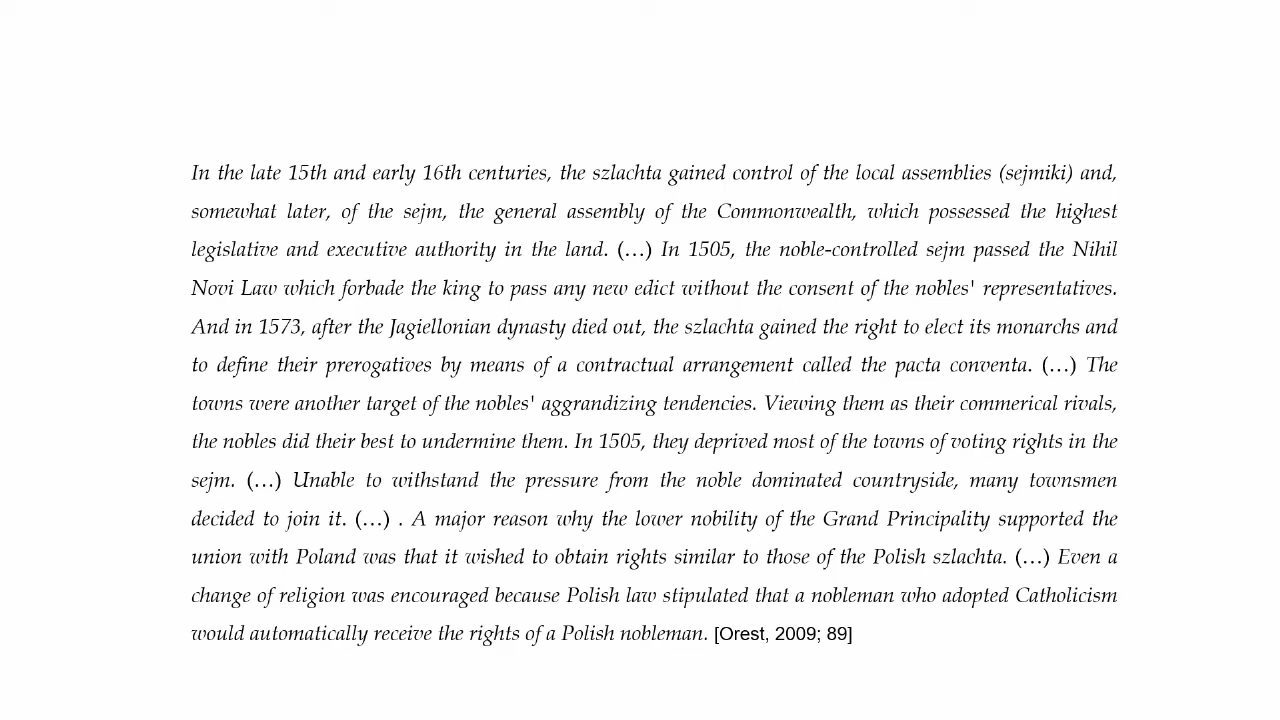 In the late 15th and early 16th centuries, the szlachta gained control of the local assemblies (sejmiki) and,
somewhat later, of the sejm, the general assembly of the Commonwealth, which possessed the highest
legislative and executive authority in the land. (…) In 1505, the noble-controlled sejm passed the Nihil
Novi Law which forbade the king to pass any new edict without the consent of the nobles' representatives.
And in 1573, after the Jagiellonian dynasty died out, the szlachta gained the right to elect its monarchs and
to define their prerogatives by means of a contractual arrangement called the pacta conventa. (…) The
towns were another target of the nobles' aggrandizing tendencies. Viewing them as their commerical rivals,
the nobles did their best to undermine them. In 1505, they deprived most of the towns of voting rights in the
sejm. (…) Unable to withstand the pressure from the noble dominated countryside, many townsmen
decided to join it. (…) . A major reason why the lower nobility of the Grand Principality supported the
union with Poland was that it wished to obtain rights similar to those of the Polish szlachta. (…) Even a
change of religion was encouraged because Polish law stipulated that a nobleman who adopted Catholicism
would automatically receive the rights of a Polish nobleman. [Orest, 2009; 89]